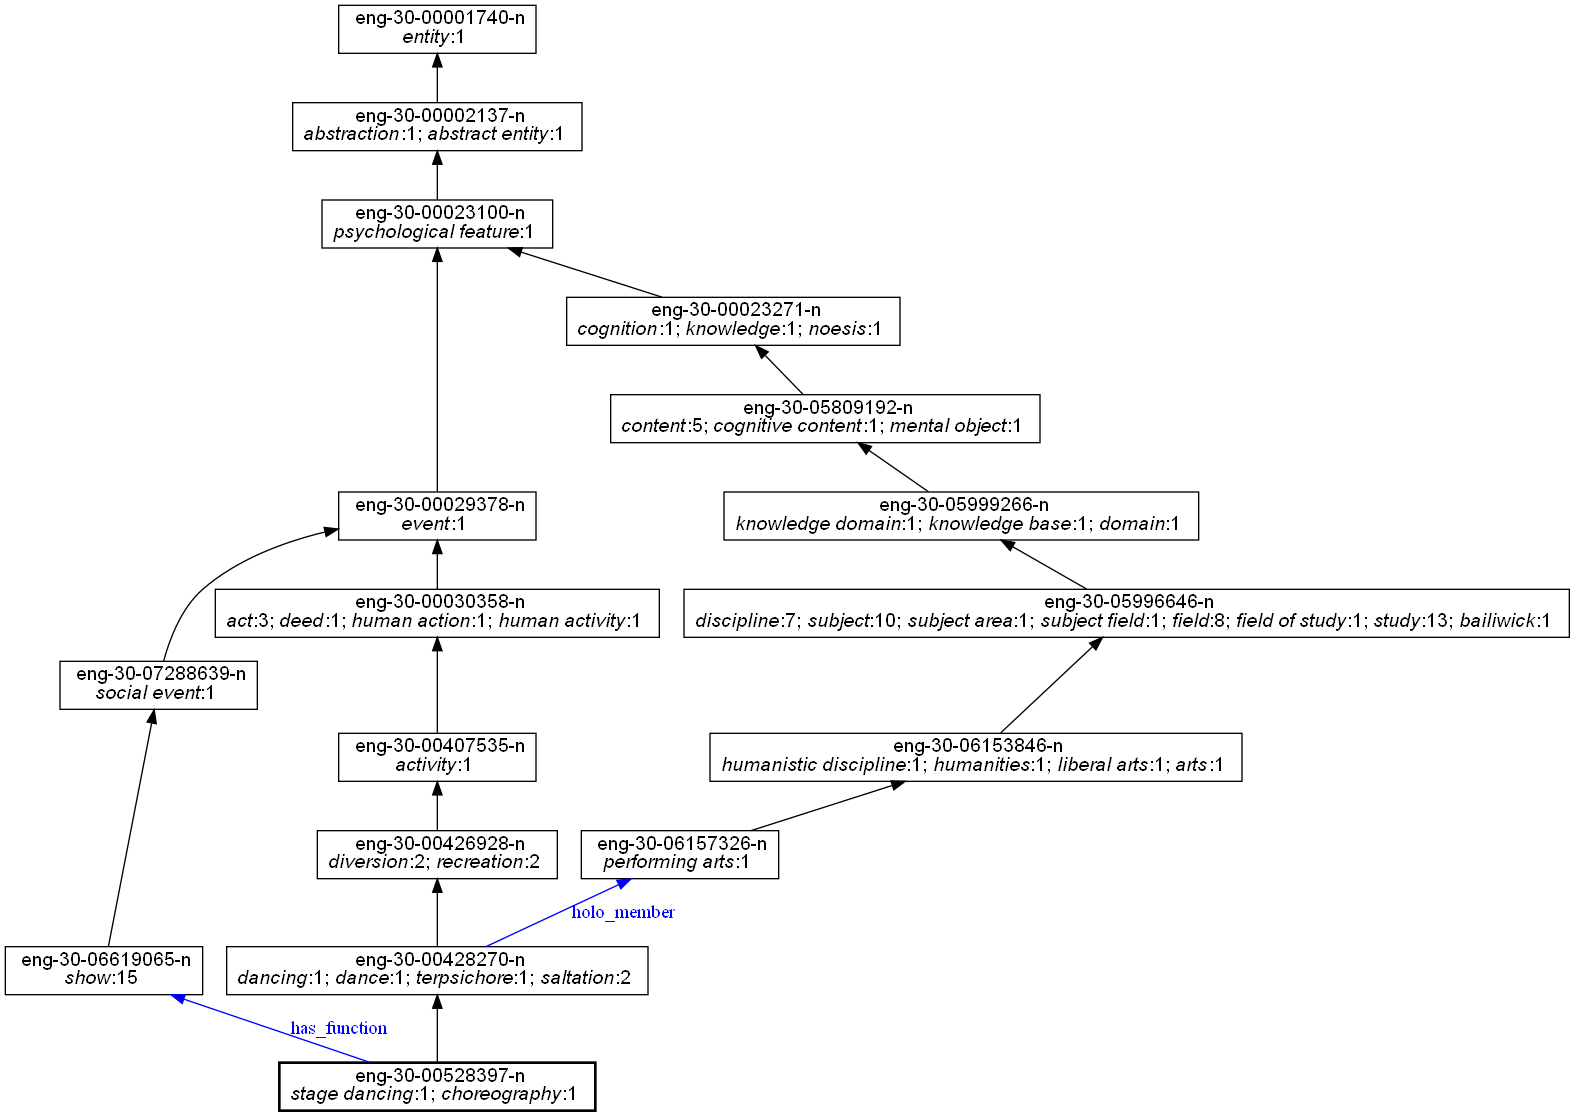 eng-30-00001740-n
entity:1
eng-30-00002137-n
abstraction:1; abstract entity:1
eng-30-00023100-n
psychological feature:1
eng-30-00023271-n
cognition:1; knowledge:1; noesis:1
eng-30-05809192-n
content:5; cognitive content:1; mental object:1
eng-30-00029378-n
event:1
eng-30-05999266-n
knowledge domain:1; knowledge base:1; domain:1
eng-30-00030358-n
act:3; deed:1; human action:1; human activity:1
eng-30-05996646-n
discipline:7; subject:10; subject area:1; subject field:1; field:8; field of study:1; study:13; bailiwick:1
eng-30-07288639-n
social event:1
eng-30-00407535-n
activity:1
eng-30-06153846-n
humanistic discipline:1; humanities:1; liberal arts:1; arts:1
eng-30-00426928-n
diversion:2; recreation:2
eng-30-06157326-n
performing arts:1
holo_member
eng-30-06619065-n
show:15
eng-30-00428270-n
dancing:1; dance:1; terpsichore:1; saltation:2
has_function
eng-30-00528397-n
stage dancing:1; choreography:1